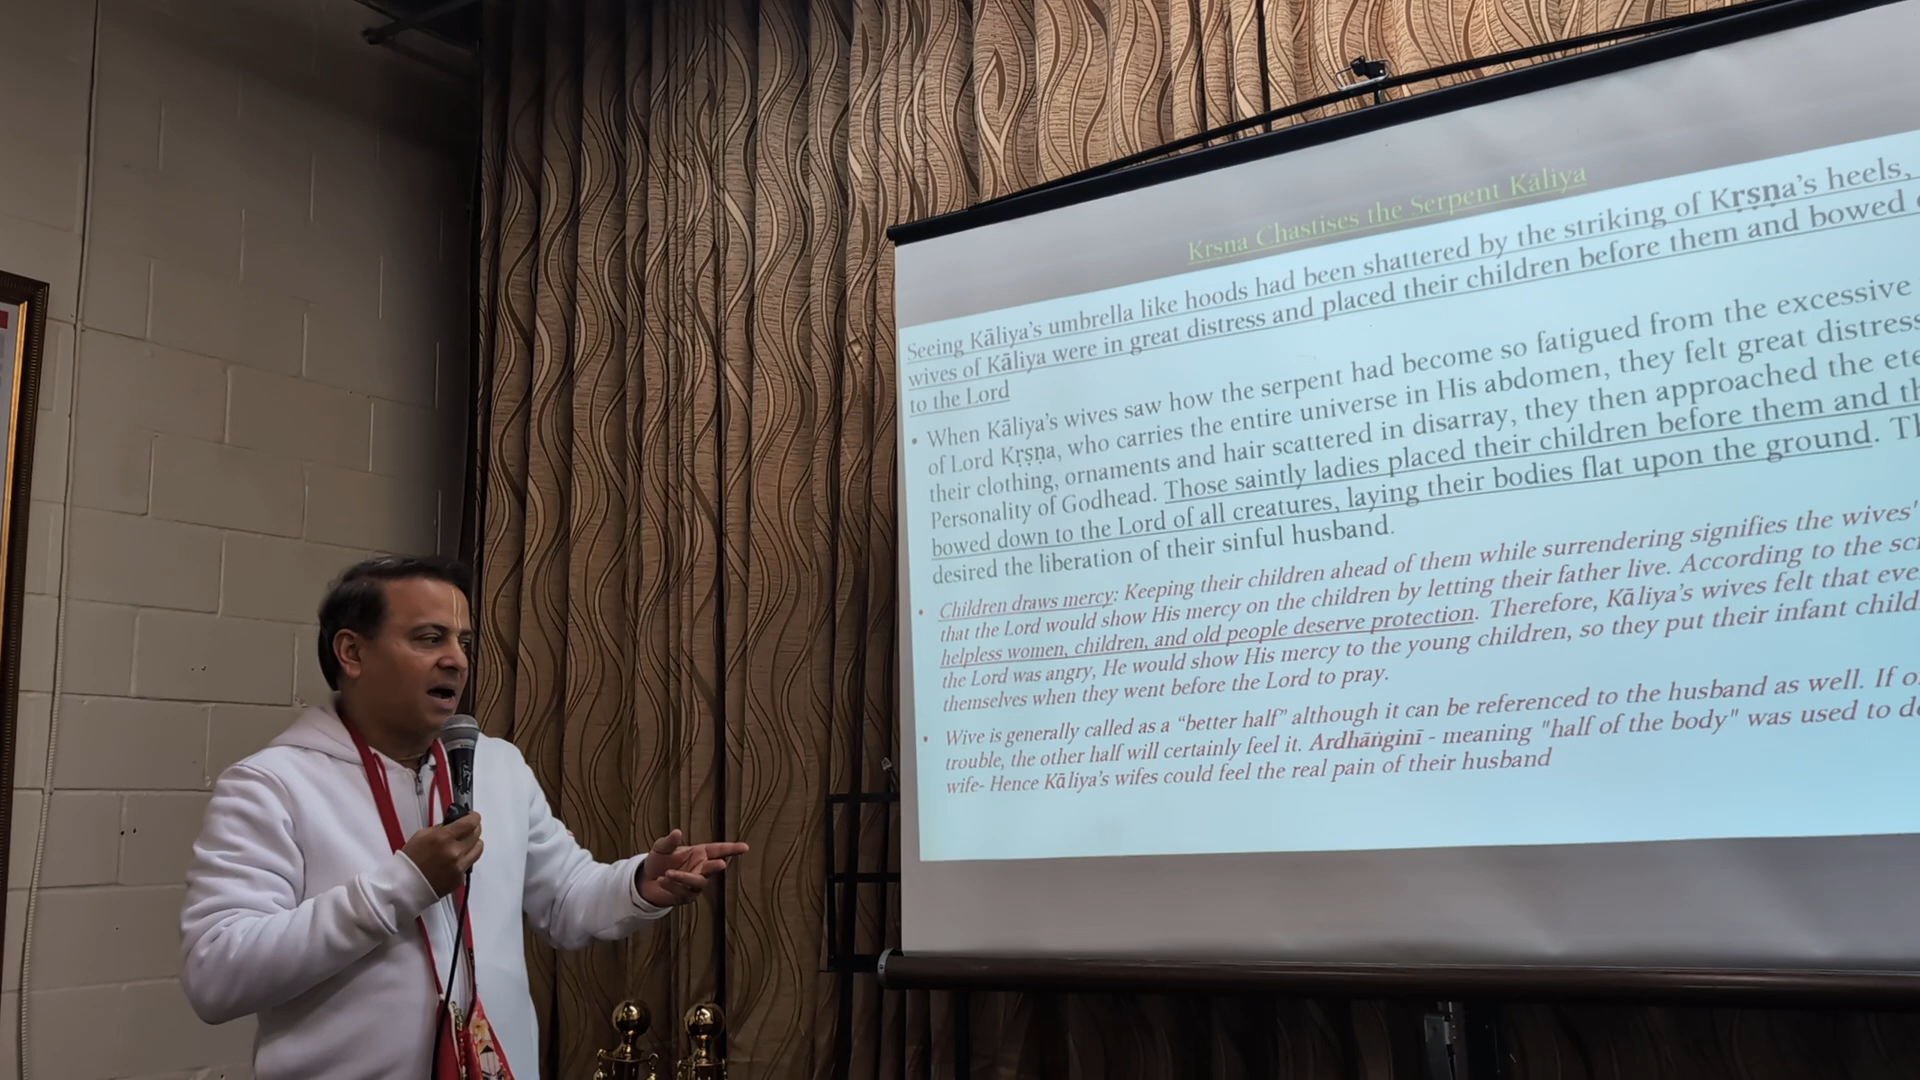 Kṛṣṇa Chastises the Serpent Kāliya
Seeing Kāliya's umbrella like hoods had been shattered by the striking of Kṛṣṇa's heels,
wives of Kāliya were in great distress and placed their children before them and bowed
to the Lord
• When Kāliya's wives saw how the serpent had become so fatigued from the excessive
of Lord Kṛṣṇa, who carries the entire universe in His abdomen, they felt great distress
their clothing, ornaments and hair scattered in disarray, they then approached the
Personality of Godhead. Those saintly ladies placed their children before them and
bowed down to the Lord of all creatures, laying their bodies flat upon the ground.
desired the liberation of their sinful husband.
• Children draws mercy: Keeping their children ahead of them while surrendering signifies the wives'
that the Lord would show His mercy on the children by letting their father live. According to the
helpless women, children, and old people deserve protection. Therefore, Kāliya's wives felt that
the Lord was angry, He would show His mercy to the young children, so they put their infant
themselves when they went before the Lord to pray.
• Wive is generally called as a “better half” although it can be referenced to the husband as well. If
trouble, the other half will certainly feel it. Ardhāṅginī - meaning "half of the body" was used to
wife- Hence Kāliya's wifes could feel the real pain of their husband